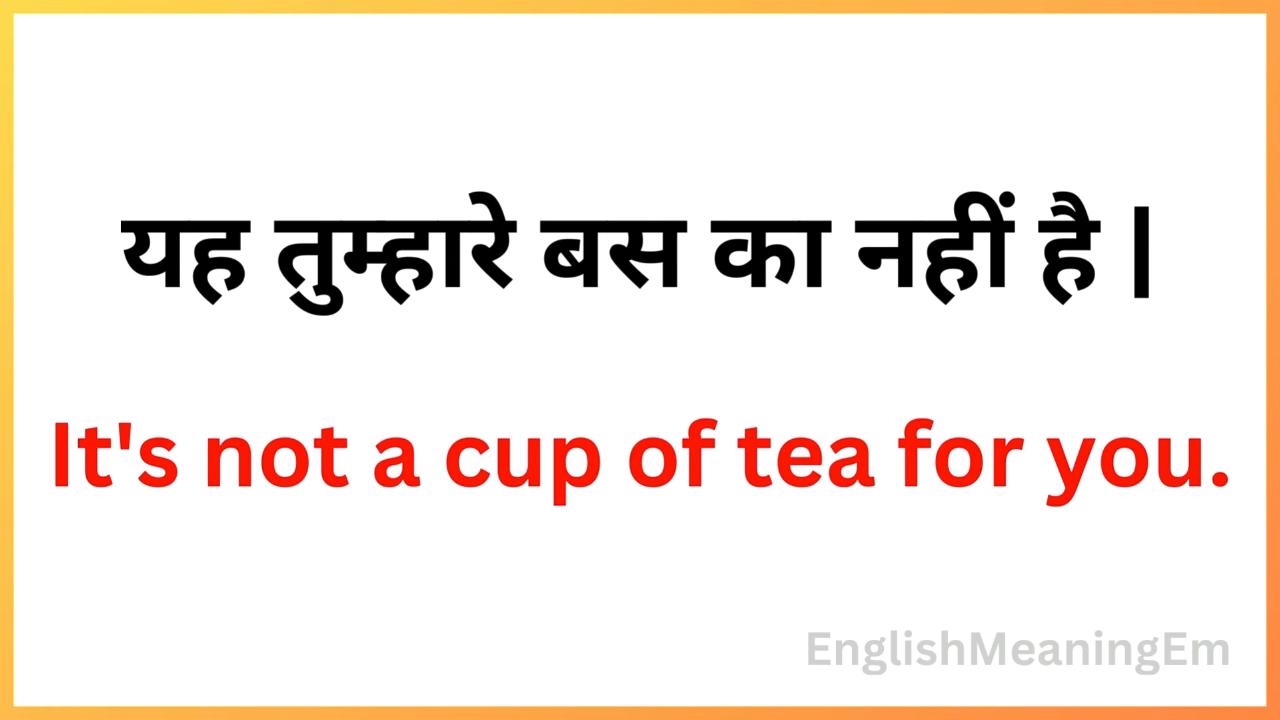 यह तुम्हारे बस का नहीं है |
It's not a cup of tea for you.
EnglishMeaningEm